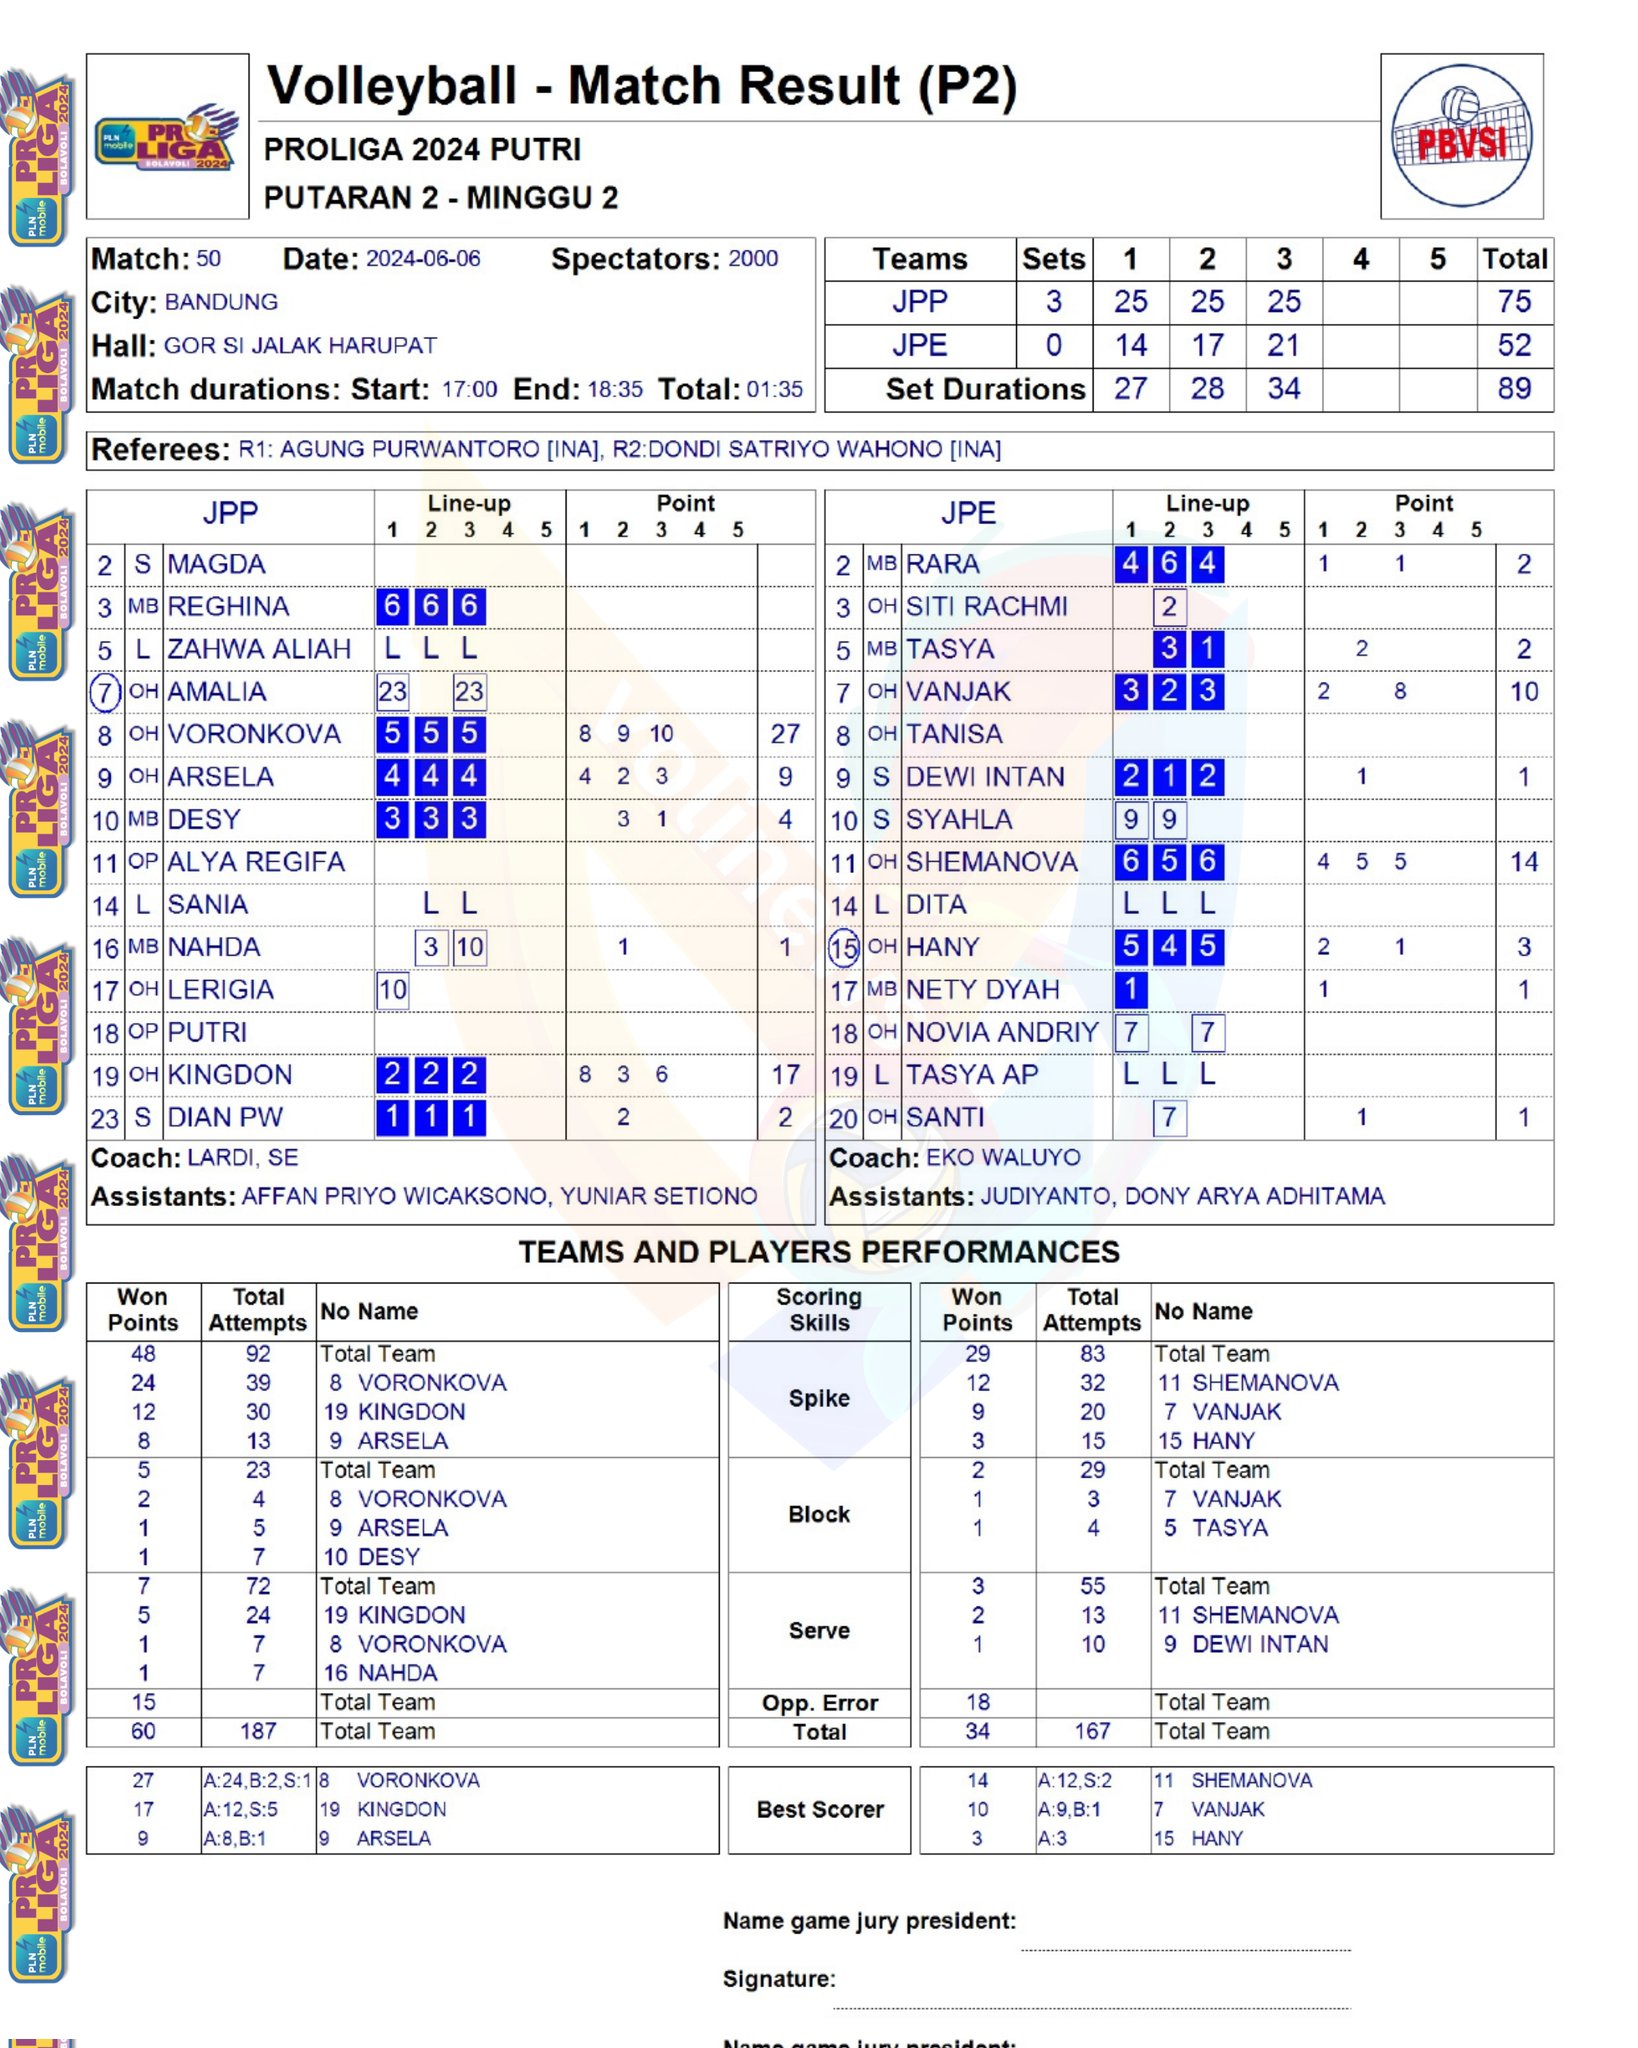 PLN mobile PROLIGA BOLAVOLI 2024
Volleyball - Match Result (P2)
PROLIGA 2024 PUTRI
PUTARAN 2 - MINGGU 2
PBVSI
Match: 50 Date: 2024-06-06 Spectators: 2000
City: BANDUNG
Hall: GOR SI JALAK HARUPAT
Match durations: Start: 17:00 End: 18:35 Total: 01:35
Teams Sets 1 2 3 4 5 Total
JPP 3 25 25 25 75
JPE 0 14 17 21 52
Set Durations 27 28 34 89
Referees: R1: AGUNG PURWANTORO [INA], R2:DONDI SATRIYO WAHONO [INA]
JPP Line-up Point
1 2 3 4 5 1 2 3 4 5
2 S MAGDA
3 MB REGHINA 6 6 6
5 L ZAHWA ALIAH L L L
7 OH AMALIA 23 23
8 OH VORONKOVA 5 5 5 8 9 10 27
9 OH ARSELA 4 4 4 4 2 3 9
10 MB DESY 3 3 3 3 1 4
11 OP ALYA REGIFA
14 L SANIA L L
16 MB NAHDA 3 10 1 1
17 OH LERIGIA 10
18 OP PUTRI
19 OH KINGDON 2 2 2 8 3 6 17
23 S DIAN PW 1 1 1 2 2
Coach: LARDI, SE
Assistants: AFFAN PRIYO WICAKSONO, YUNIAR SETIONO
JPE Line-up Point
1 2 3 4 5 1 2 3 4 5
2 MB RARA 4 6 4 1 1 2
3 OH SITI RACHMI 2
5 MB TASYA 3 1 2 2
7 OH VANJAK 3 2 3 2 8 10
8 OH TANISA
9 S DEWI INTAN 2 1 2 1 1
10 S SYAHLA 9 9
11 OH SHEMANOVA 6 5 6 4 5 5 14
14 L DITA L L L
15 OH HANY 5 4 5 2 1 3
17 MB NETY DYAH 1 1 1
18 OH NOVIA ANDRIY 7 7
19 L TASYA AP L L L
20 OH SANTI 7 1 1
Coach: EKO WALUYO
Assistants: JUDIYANTO, DONY ARYA ADHITAMA
TEAMS AND PLAYERS PERFORMANCES
Won Points Total Attempts No Name Scoring Skills Won Points Total Attempts No Name
48 92 Total Team Spike 29 83 Total Team
24 39 8 VORONKOVA 12 32 11 SHEMANOVA
12 30 19 KINGDON 9 20 7 VANJAK
8 13 9 ARSELA 3 15 15 HANY
5 23 Total Team Block 2 29 Total Team
2 4 8 VORONKOVA 1 3 7 VANJAK
1 5 9 ARSELA 1 4 5 TASYA
1 7 10 DESY
7 72 Total Team Serve 3 55 Total Team
5 24 19 KINGDON 2 13 11 SHEMANOVA
1 7 8 VORONKOVA 1 10 9 DEWI INTAN
1 7 16 NAHDA
15 Total Team Opp. Error 18 Total Team
60 187 Total Team Total 34 167 Total Team
27 A:24,B:2,S:1 8 VORONKOVA Best Scorer 14 A:12,S:2 11 SHEMANOVA
17 A:12,S:5 19 KINGDON 10 A:9,B:1 7 VANJAK
9 A:8,B:1 9 ARSELA 3 A:3 15 HANY
Name game jury president:
Signature:
Name game jury president: